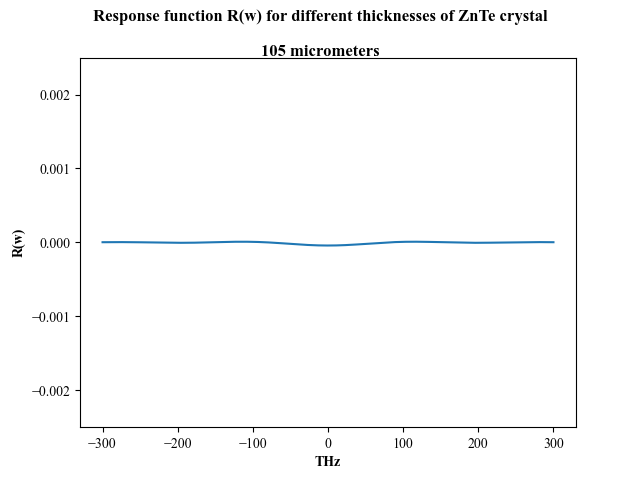 Response function R(w) for different thicknesses of ZnTe crystal
105 micrometers
0.002
0.001
0.000
−0.001
−0.002
R(w)
−300 −200 −100 0 100 200 300
THz